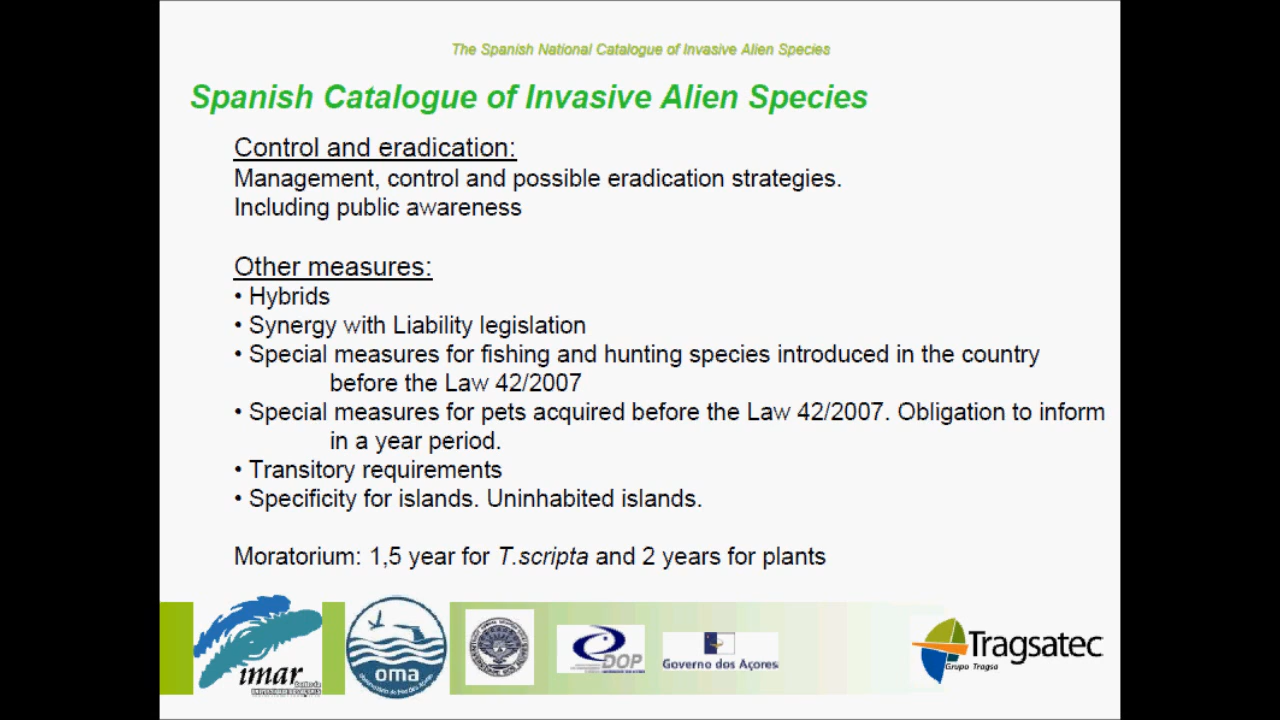 The Spanish National Catalogue of Invasive Alien Species
Spanish Catalogue of Invasive Alien Species
Control and eradication:
Management, control and possible eradication strategies.
Including public awareness
Other measures:
• Hybrids
• Synergy with Liability legislation
• Special measures for fishing and hunting species introduced in the country
before the Law 42/2007
• Special measures for pets acquired before the Law 42/2007. Obligation to inform
in a year period.
• Transitory requirements
• Specificity for islands. Uninhabited islands.
Moratorium: 1,5 year for T.scripta and 2 years for plants
imar
oma
DOP
Governo dos Açores
Tragsatec
Grupo Tragsa